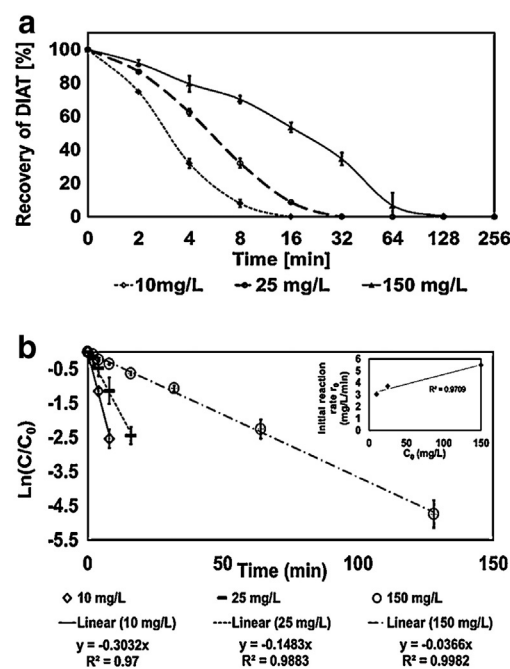 a
Recovery of DIAT [%]
100
80
60
40
20
0
0 2 4 8 16 32 64 128 256
Time [min]
10mg/L 25 mg/L 150 mg/L
b
Ln(C/C0)
-0.5
-1.5
-2.5
-3.5
-4.5
-5.5
0 50 100 150
Time (min)
Initial reaction
rate r0
(mg/L/min)
6
5
4
3
2
1
0
R² = 0.9709
0 50 100 150
C0 (mg/L)
10 mg/L 25 mg/L 150 mg/L
Linear (10 mg/L) Linear (25 mg/L) Linear (150 mg/L)
y = -0.3032x y = -0.1483x y = -0.0366x
R² = 0.97 R² = 0.9883 R² = 0.9982